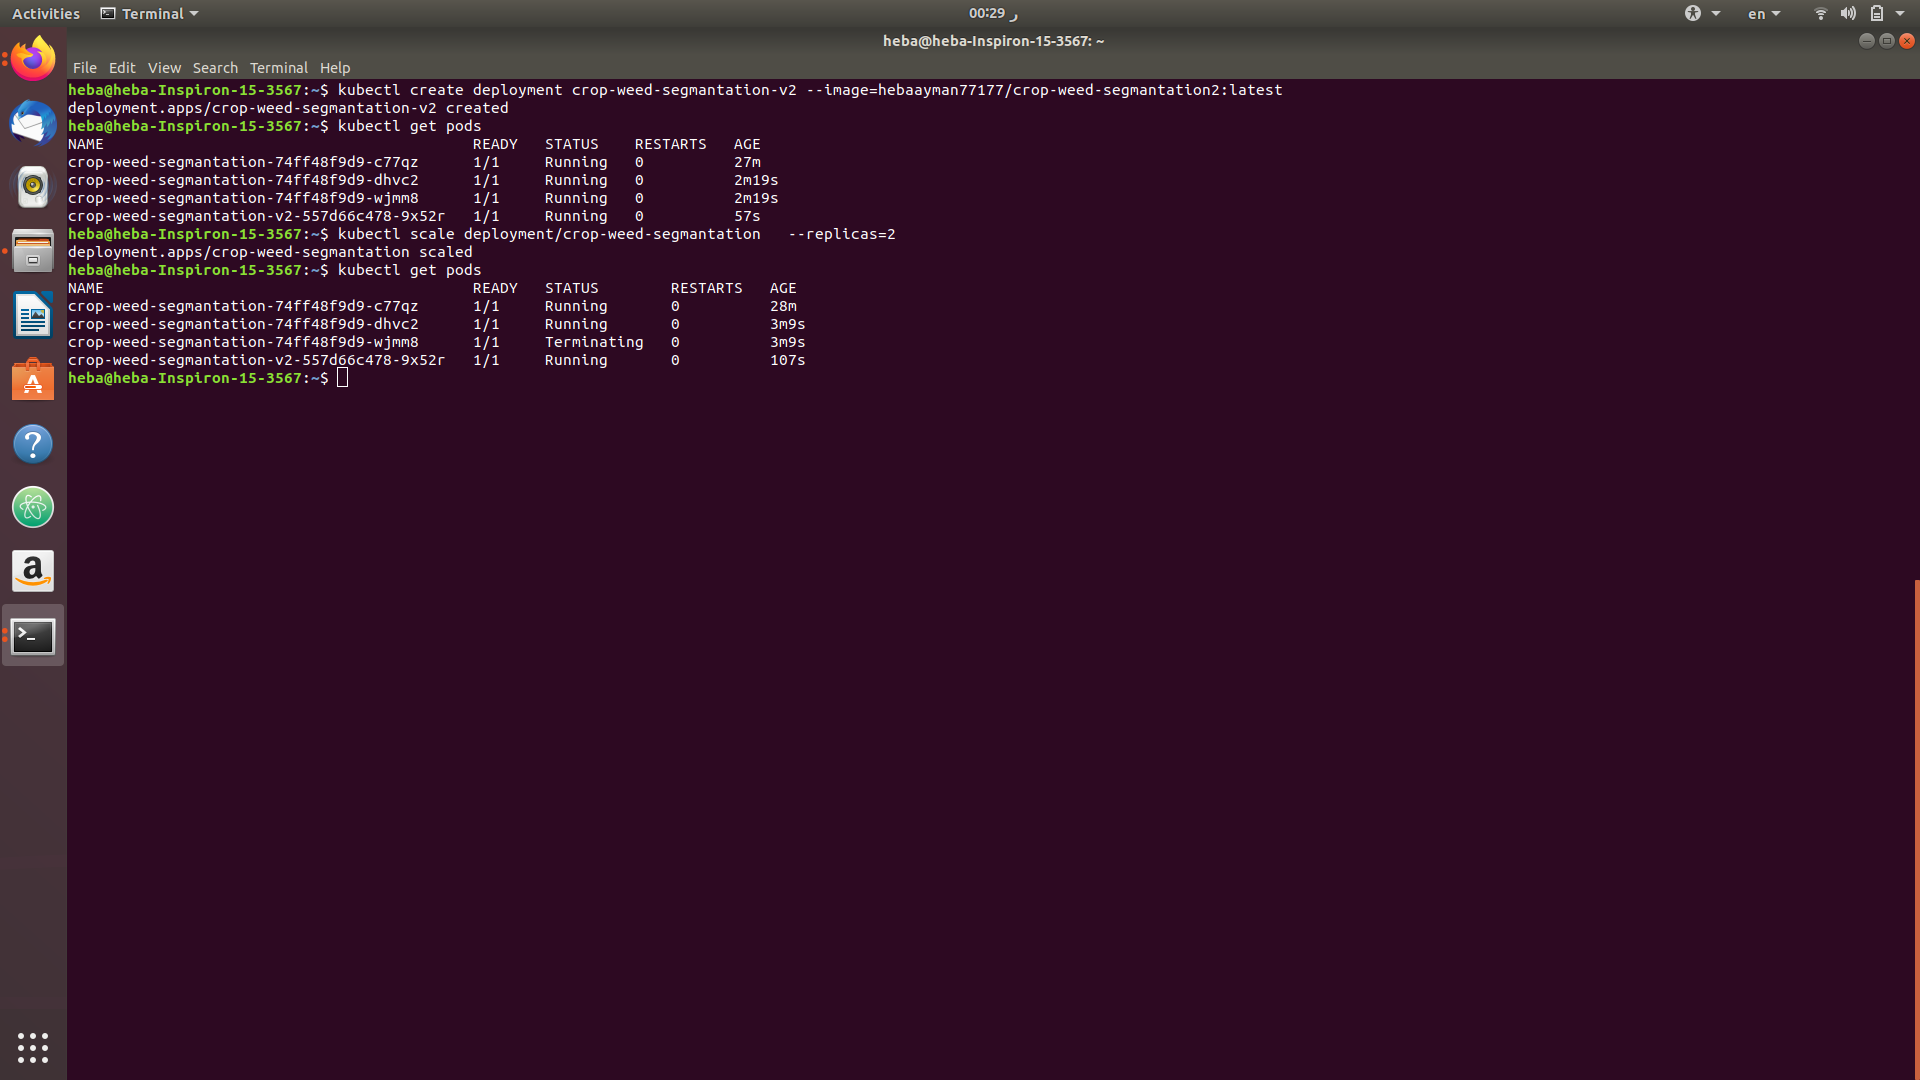 Activities Terminal 00:29 ر en
heba@heba-Inspiron-15-3567: ~
File Edit View Search Terminal Help
heba@heba-Inspiron-15-3567:~$ kubectl create deployment crop-weed-segmantation-v2 --image=hebaayman77177/crop-weed-segmantation2:latest
deployment.apps/crop-weed-segmantation-v2 created
heba@heba-Inspiron-15-3567:~$ kubectl get pods
NAME READY STATUS RESTARTS AGE
crop-weed-segmantation-74ff48f9d9-c77qz 1/1 Running 0 27m
crop-weed-segmantation-74ff48f9d9-dhvc2 1/1 Running 0 2m19s
crop-weed-segmantation-74ff48f9d9-wjmm8 1/1 Running 0 2m19s
crop-weed-segmantation-v2-557d66c478-9x52r 1/1 Running 0 57s
heba@heba-Inspiron-15-3567:~$ kubectl scale deployment/crop-weed-segmantation --replicas=2
deployment.apps/crop-weed-segmantation scaled
heba@heba-Inspiron-15-3567:~$ kubectl get pods
NAME READY STATUS RESTARTS AGE
crop-weed-segmantation-74ff48f9d9-c77qz 1/1 Running 0 28m
crop-weed-segmantation-74ff48f9d9-dhvc2 1/1 Running 0 3m9s
crop-weed-segmantation-74ff48f9d9-wjmm8 1/1 Terminating 0 3m9s
crop-weed-segmantation-v2-557d66c478-9x52r 1/1 Running 0 107s
heba@heba-Inspiron-15-3567:~$